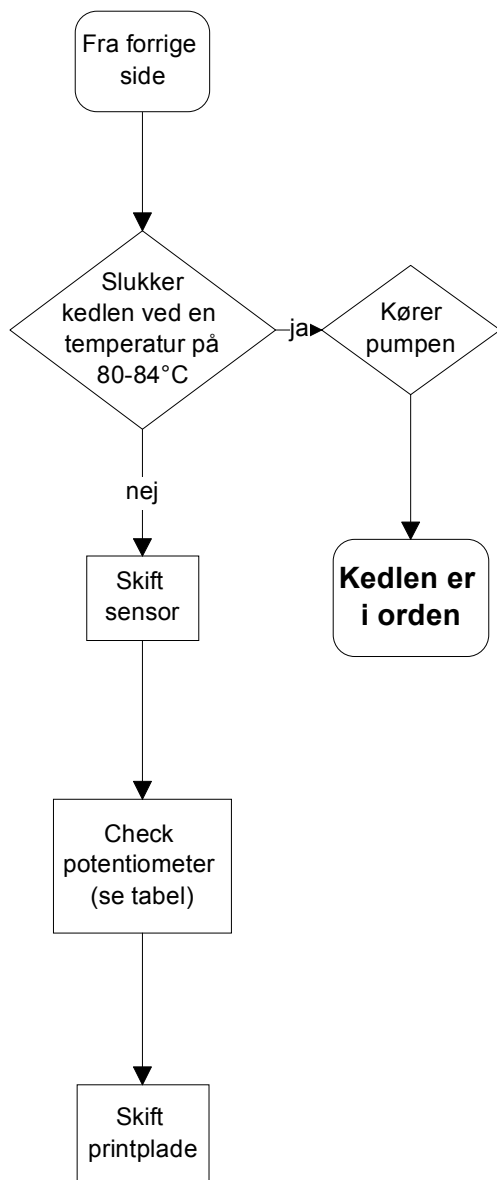 Fra forrige
side
Slukker
kedlen ved en
temperatur på
80-84°C
ja
Kører
pumpen
nej
Kedlen er
i orden
Skift
sensor
Check
potentiometer
(se tabel)
Skift
printplade